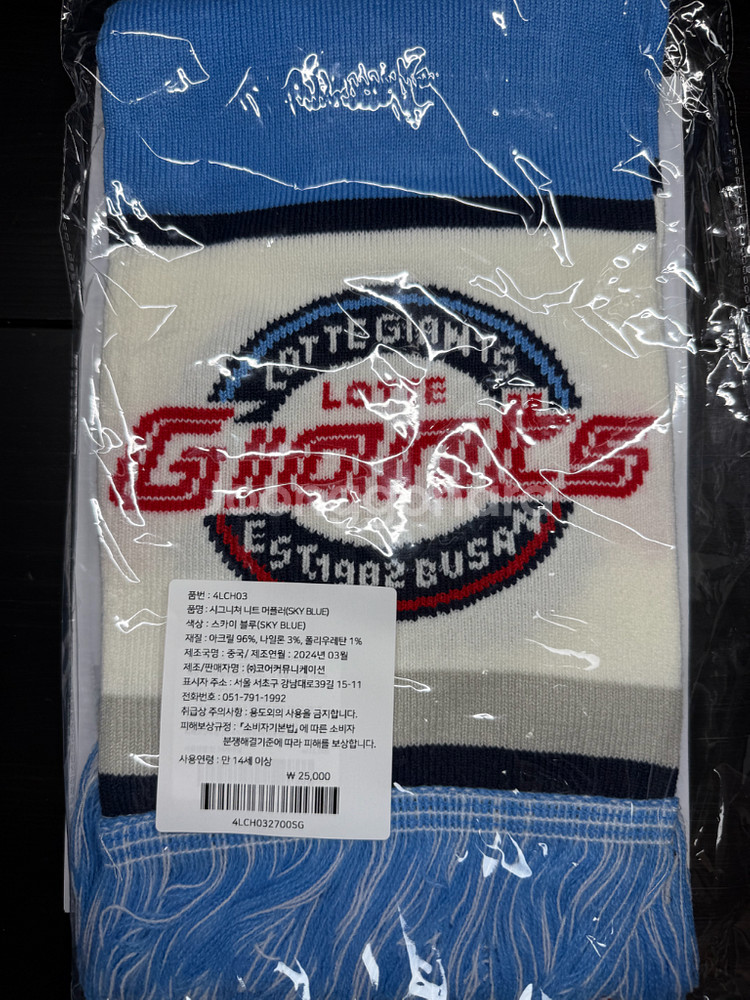 LOTTE GIANTS
LOTTE
Giants
EST.1982 BUSAN
품번 : 4LCH03
품명 : 시그니쳐 니트 머플러(SKY BLUE)
색상 : 스카이 블루(SKY BLUE)
재질 : 아크릴 96%, 나일론 3%, 폴리우레탄 1%
제조국명 : 중국/ 제조연월 : 2024년 03월
제조/판매자명 : ㈜코어커뮤니케이션
표시자 주소 : 서울 서초구 강남대로39길 15-11
전화번호 : 051-791-1992
취급상 주의사항 : 용도외의 사용을 금지합니다.
피해보상규정 : 「소비자기본법」에 따른 소비자
분쟁해결기준에 따라 피해를 보상합니다.
사용연령 : 만 14세 이상
₩ 25,000
4LCH032700SG